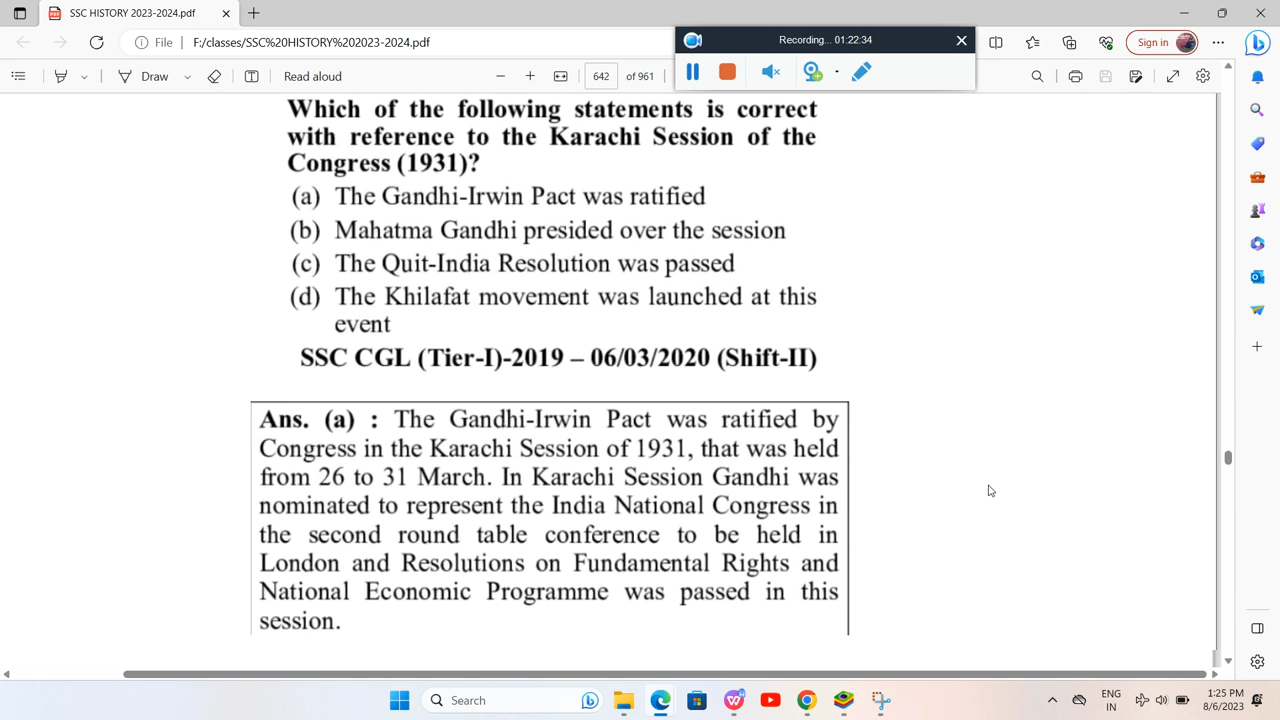 SSC HISTORY 2023-2024.pdf
File F:/classes/SSC%20HISTORY%202023-2024.pdf
Recording... 01:22:34
Sign in
Draw
Read aloud
642 of 961
Which of the following statements is correct
with reference to the Karachi Session of the
Congress (1931)?
(a) The Gandhi-Irwin Pact was ratified
(b) Mahatma Gandhi presided over the session
(c) The Quit-India Resolution was passed
(d) The Khilafat movement was launched at this
event
SSC CGL (Tier-I)-2019 – 06/03/2020 (Shift-II)
Ans. (a) : The Gandhi-Irwin Pact was ratified by
Congress in the Karachi Session of 1931, that was held
from 26 to 31 March. In Karachi Session Gandhi was
nominated to represent the India National Congress in
the second round table conference to be held in
London and Resolutions on Fundamental Rights and
National Economic Programme was passed in this
session.
Search
ENG
IN
1:25 PM
8/6/2023